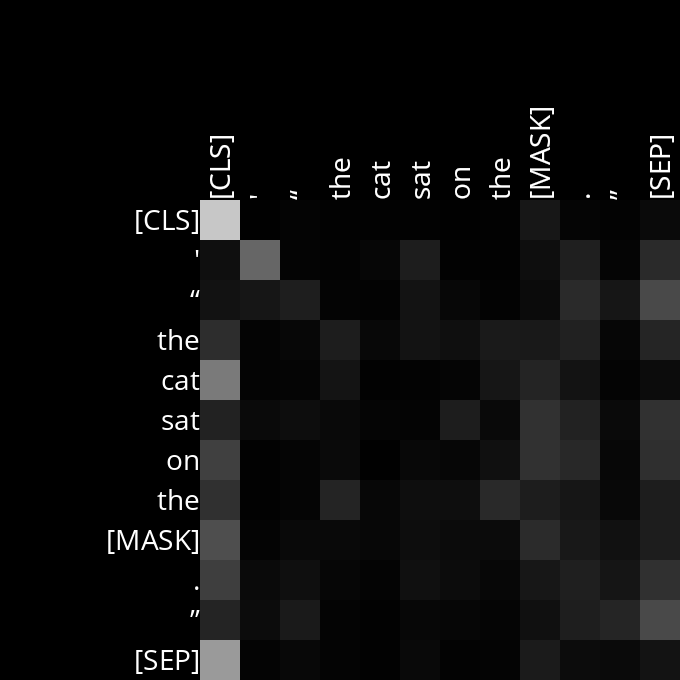 [CLS] ' “ the cat sat on the [MASK] . ” [SEP]
[CLS]
'
“
the
cat
sat
on
the
[MASK]
.
”
[SEP]